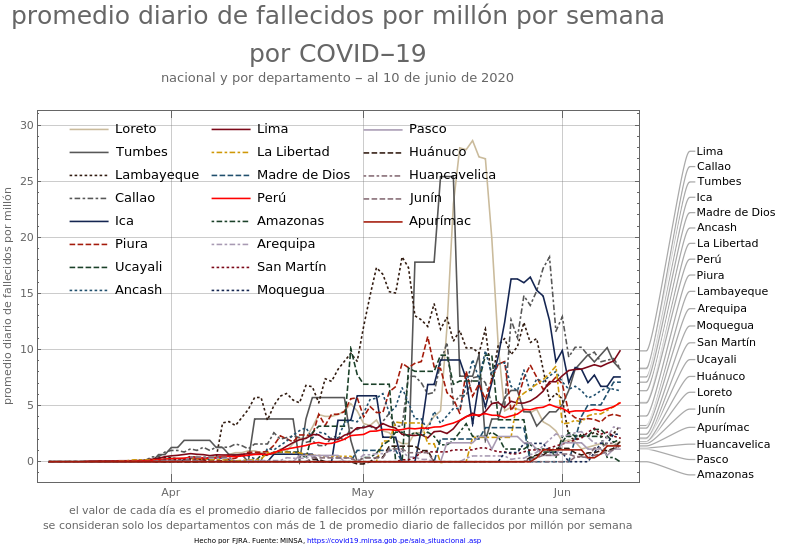 promedio diario de fallecidos por millón por semana
por COVID−19
nacional y por departamento − al 10 de junio de 2020
promedio diario de fallecidos por millón
30
25
20
15
10
5
0
Loreto
Tumbes
Lambayeque
Callao
Ica
Piura
Ucayali
Ancash
Lima
La Libertad
Madre de Dios
Perú
Amazonas
Arequipa
San Martín
Moquegua
Pasco
Huánuco
Huancavelica
Junín
Apurímac
Lima
Callao
Tumbes
Ica
Madre de Dios
Ancash
La Libertad
Perú
Piura
Lambayeque
Arequipa
Moquegua
San Martín
Ucayali
Huánuco
Loreto
Junín
Apurímac
Huancavelica
Pasco
Amazonas
Apr
May
Jun
el valor de cada día es el promedio diario de fallecidos por millón reportados durante una semana
se consideran solo los departamentos con más de 1 de promedio diario de fallecidos por millón por semana
Hecho por FJRA. Fuente: MINSA, https://covid19.minsa.gob.pe/sala_situacional .asp